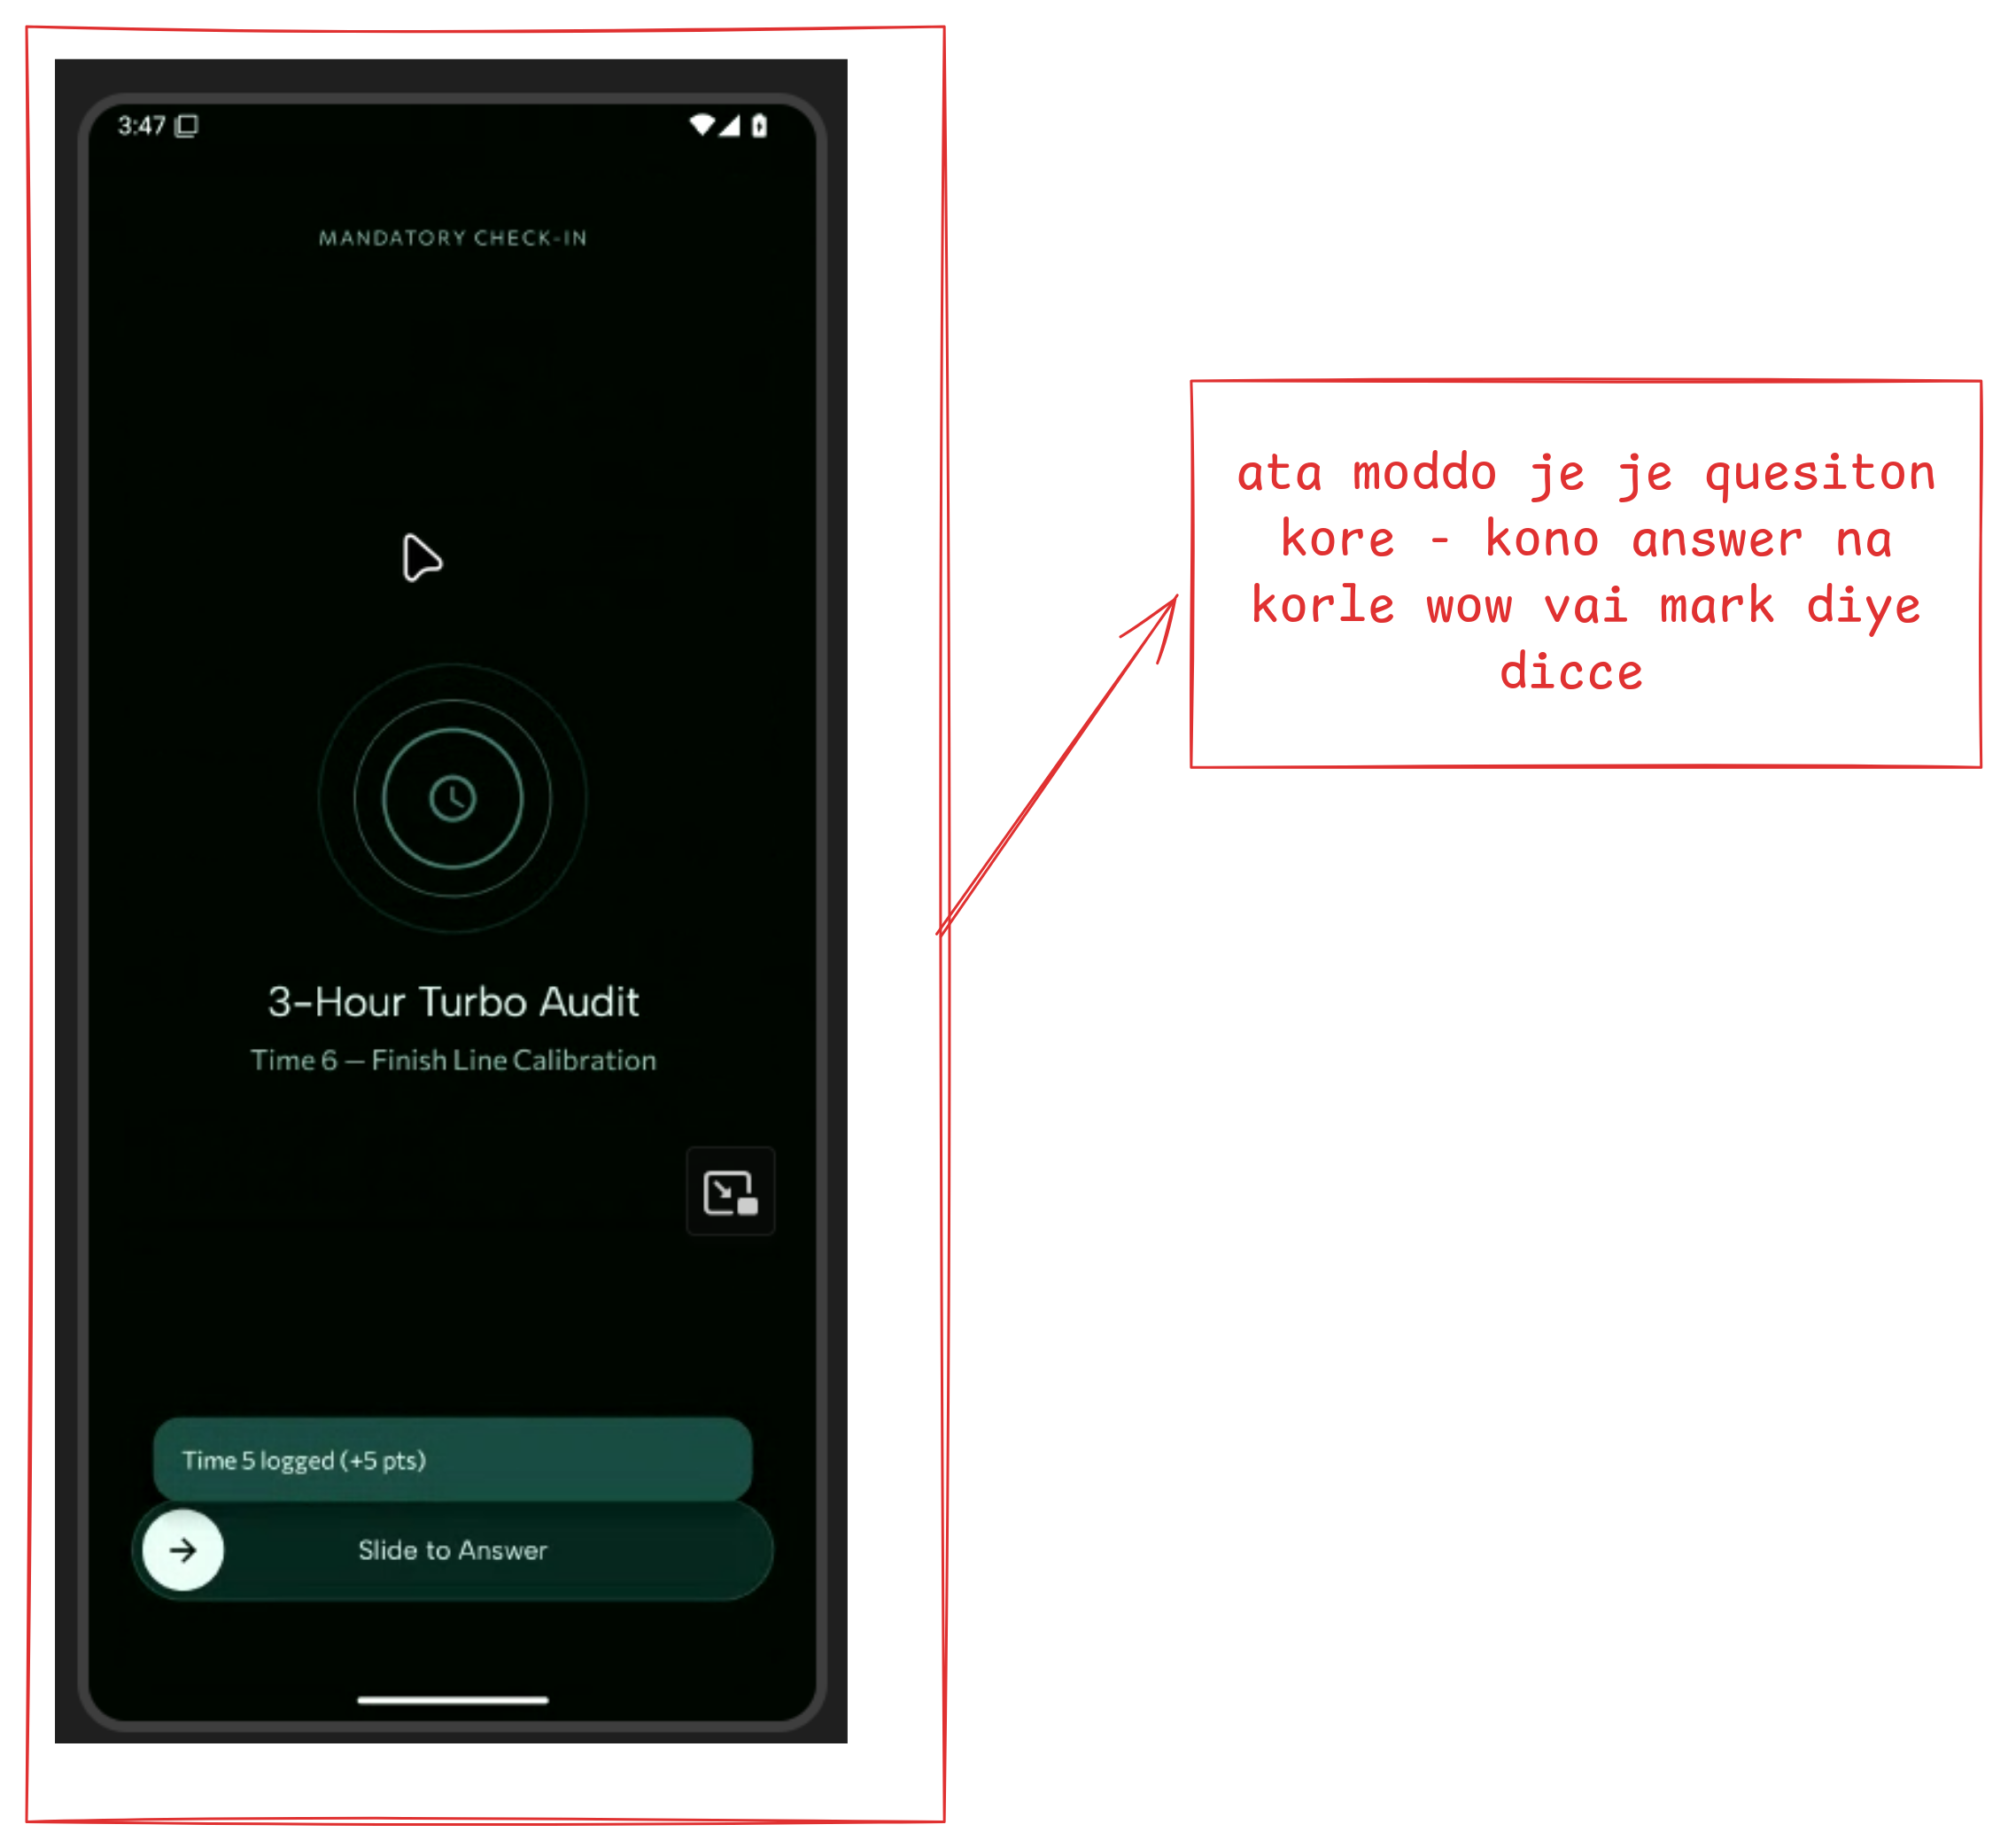 3:47
MANDATORY CHECK-IN
3-Hour Turbo Audit
Time 6 — Finish Line Calibration
Time 5 logged (+5 pts)
Slide to Answer
ata moddo je je quesiton
kore - kono answer na
korle wow vai mark diye
dicce